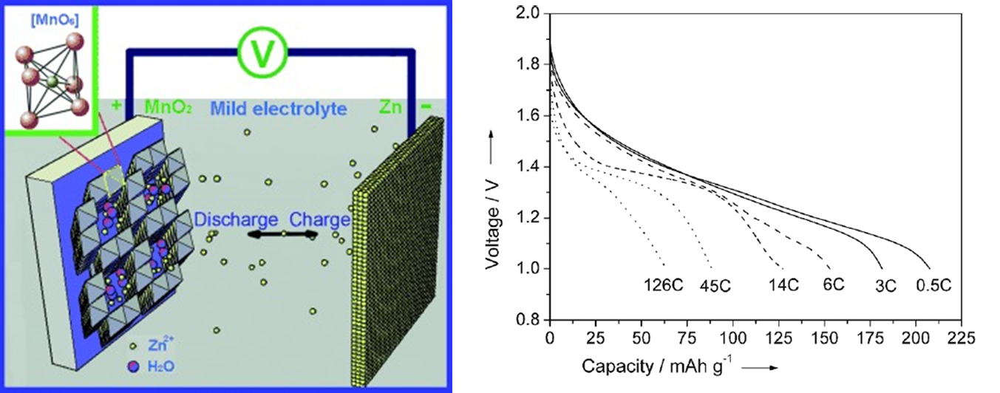 [MnO₆]
V
+ MnO₂ Mild electrolyte Zn -
Discharge Charge
Zn²⁺
H₂O
2.0
1.8
1.6
1.4
1.2
1.0
0.8
Voltage / V
126C 45C 14C 6C 3C 0.5C
0 25 50 75 100 125 150 175 200 225
Capacity / mAh g⁻¹